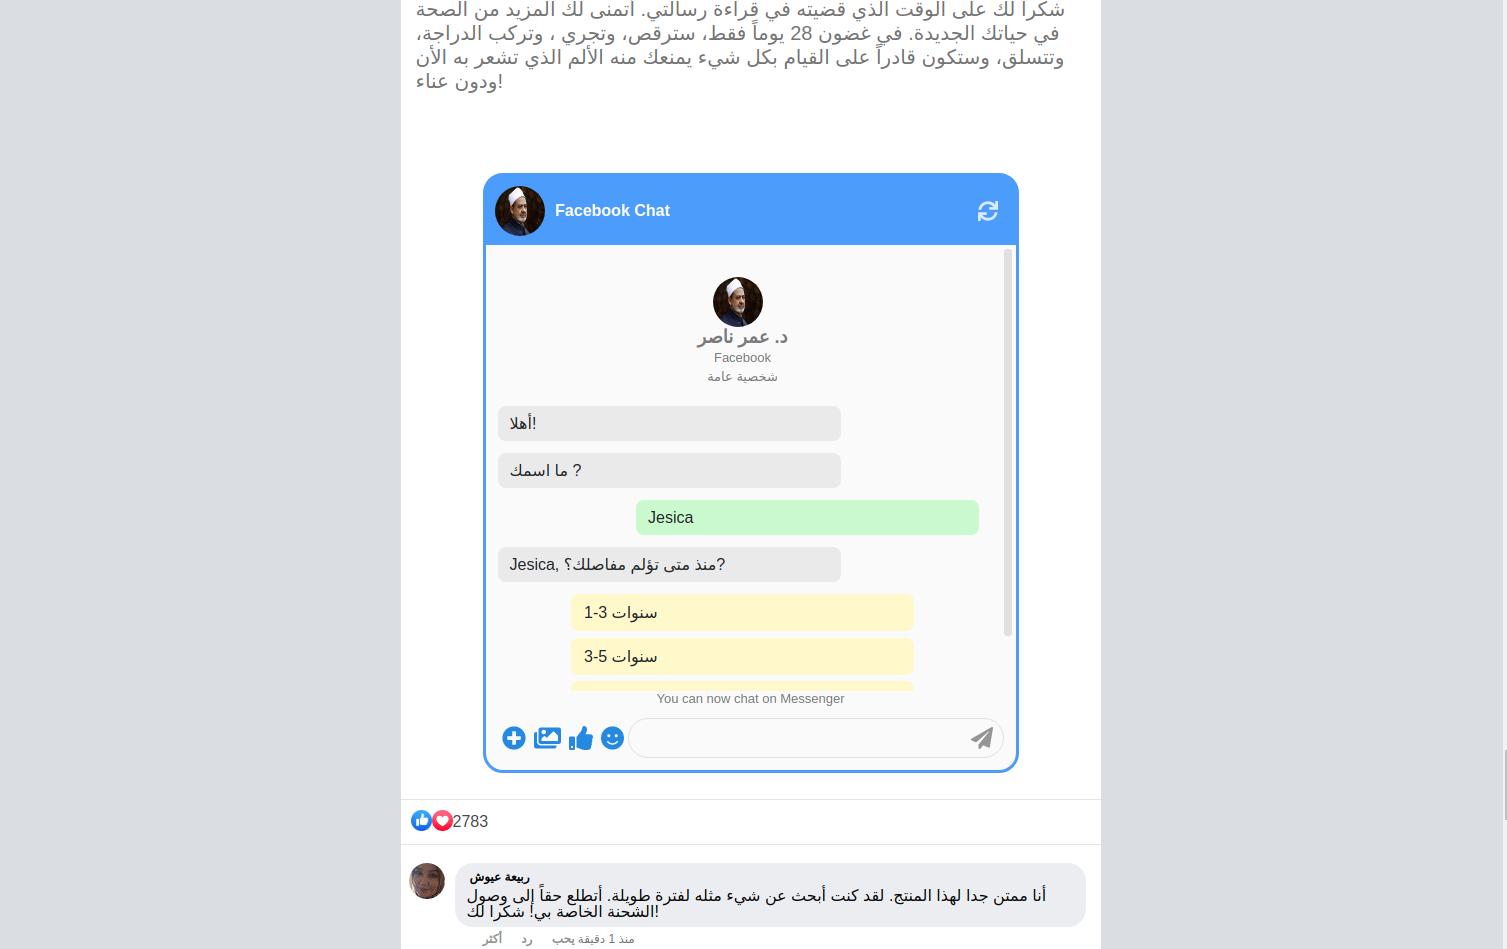 شكرا لك على الوقت الذي قضيته في قراءة رسالتي. أتمنى لك المزيد من الصحة
في حياتك الجديدة. في غضون 28 يوماً فقط، سترقص، وتجري ، وتركب الدراجة،
وتتسلق، وستكون قادراً على القيام بكل شيء يمنعك منه الألم الذي تشعر به الأن
ودون عناء!
Facebook Chat
د. عمر ناصر
Facebook
شخصية عامة
أهلا!
ما اسمك ?
Jesica
Jesica, منذ متى تؤلم مفاصلك؟?
1-3 سنوات
3-5 سنوات
You can now chat on Messenger
2783
ربيعة عيوش
أنا ممتن جدا لهذا المنتج. لقد كنت أبحث عن شيء مثله لفترة طويلة. أتطلع حقاً إلى وصول
الشحنة الخاصة بي! شكرا لك!
منذ 1 دقيقة يحب رد أكثر